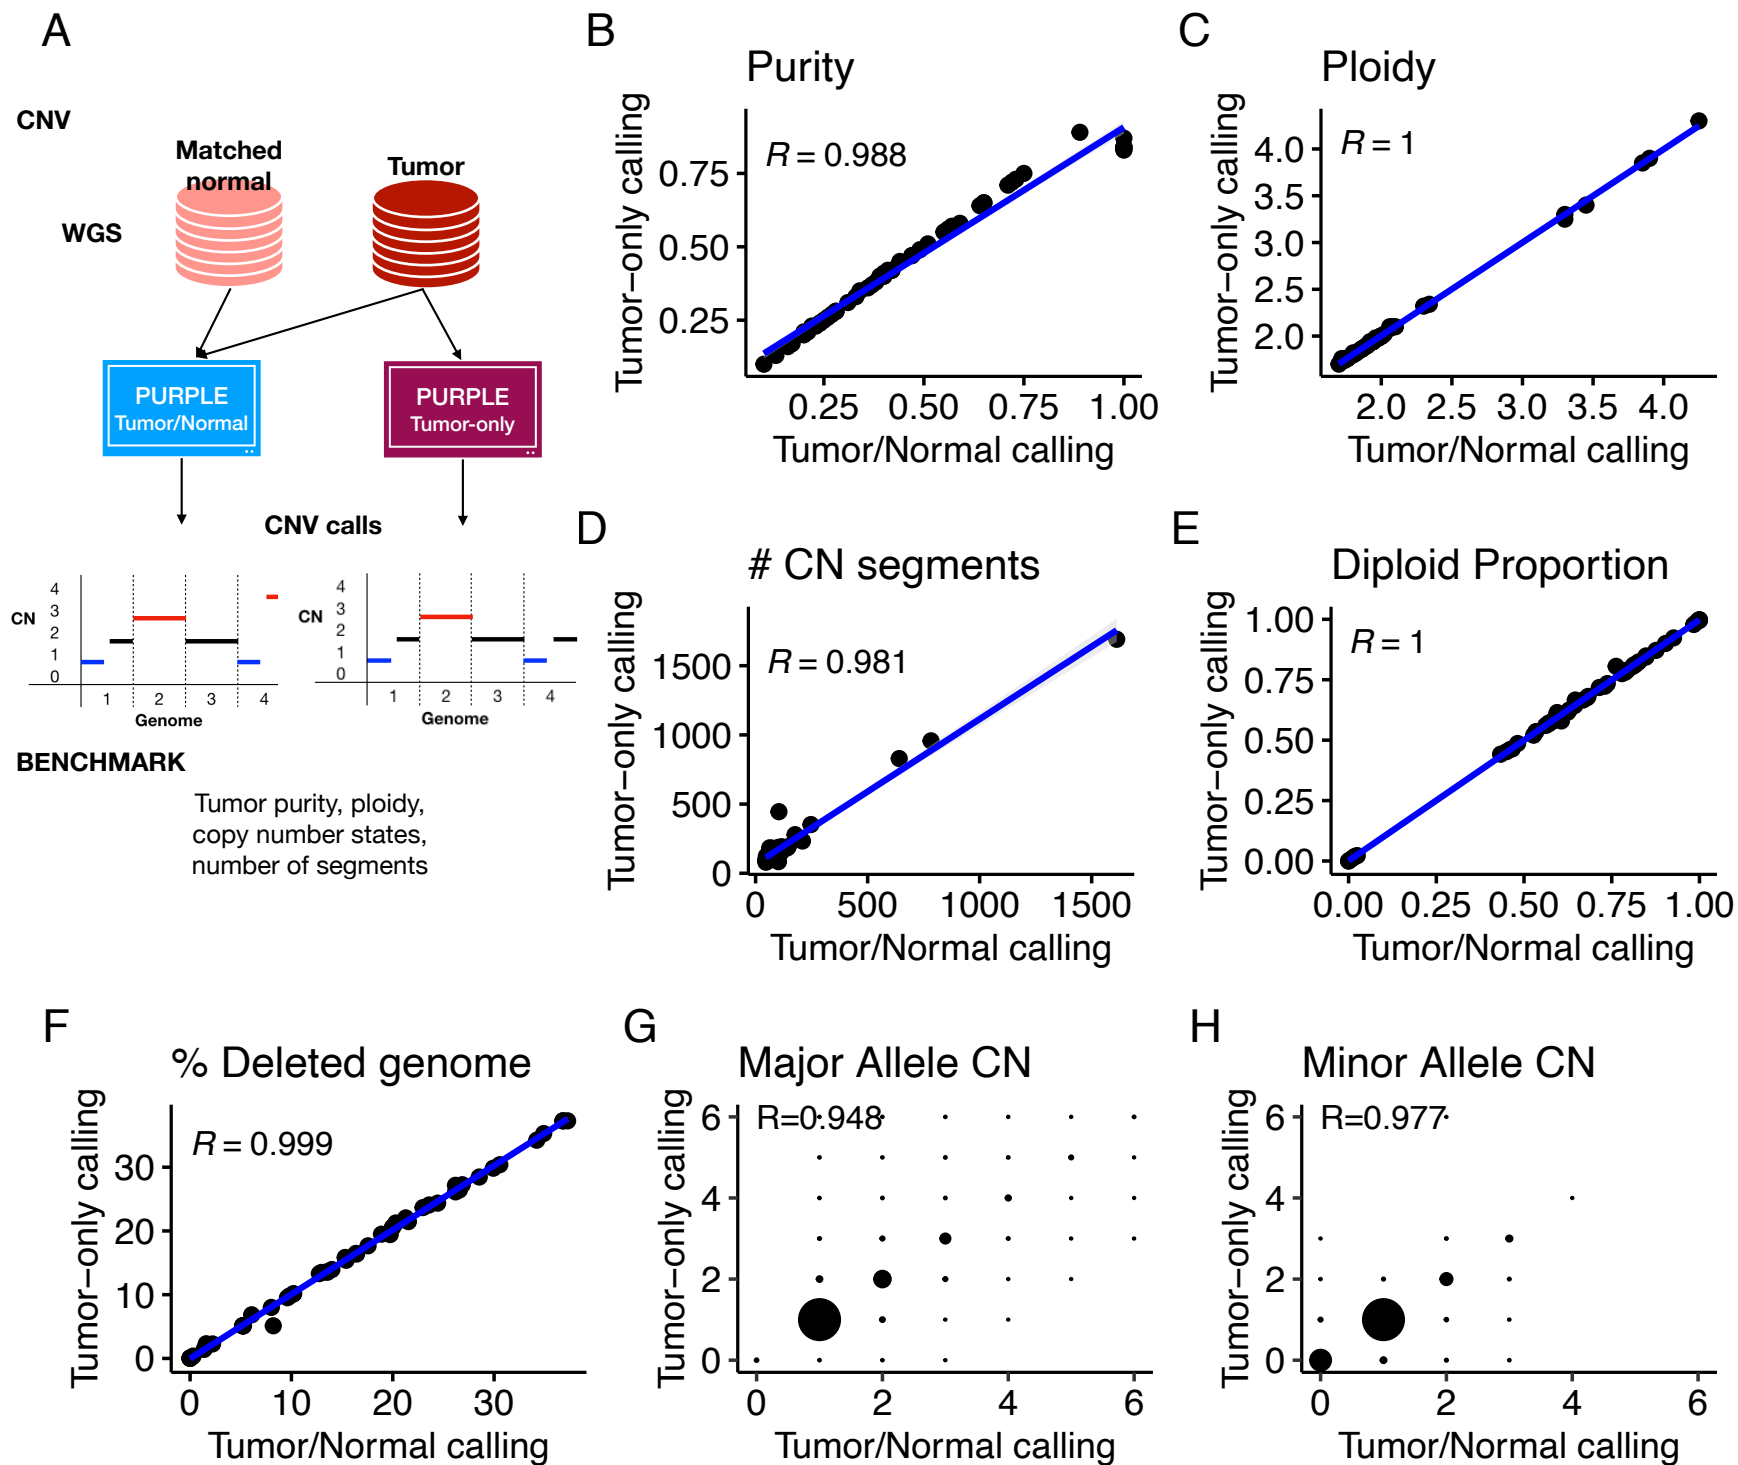 A
CNV
Matched
normal
Tumor
WGS
PURPLE
Tumor/Normal
PURPLE
Tumor-only
CNV calls
4
3
2
1
0
CN
1
2
3
4
Genome
4
3
2
1
0
CN
1
2
3
4
Genome
BENCHMARK
Tumor purity, ploidy,
copy number states,
number of segments
B
Purity
R = 0.988
Tumor−only calling
0.75
0.50
0.25
0.25 0.50 0.75 1.00
Tumor/Normal calling
C
Ploidy
R = 1
Tumor−only calling
4.0
3.5
3.0
2.5
2.0
2.0 2.5 3.0 3.5 4.0
Tumor/Normal calling
D
# CN segments
R = 0.981
Tumor−only calling
1500
1000
500
0
0 500 1000 1500
Tumor/Normal calling
E
Diploid Proportion
R = 1
Tumor−only calling
1.00
0.75
0.50
0.25
0.00
0.00 0.25 0.50 0.75 1.00
Tumor/Normal calling
F
% Deleted genome
R = 0.999
Tumor−only calling
30
20
10
0
0 10 20 30
Tumor/Normal calling
G
Major Allele CN
R=0.948
Tumor−only calling
6
4
2
0
0 2 4 6
Tumor/Normal calling
H
Minor Allele CN
R=0.977
Tumor−only calling
6
4
2
0
0 2 4 6
Tumor/Normal calling